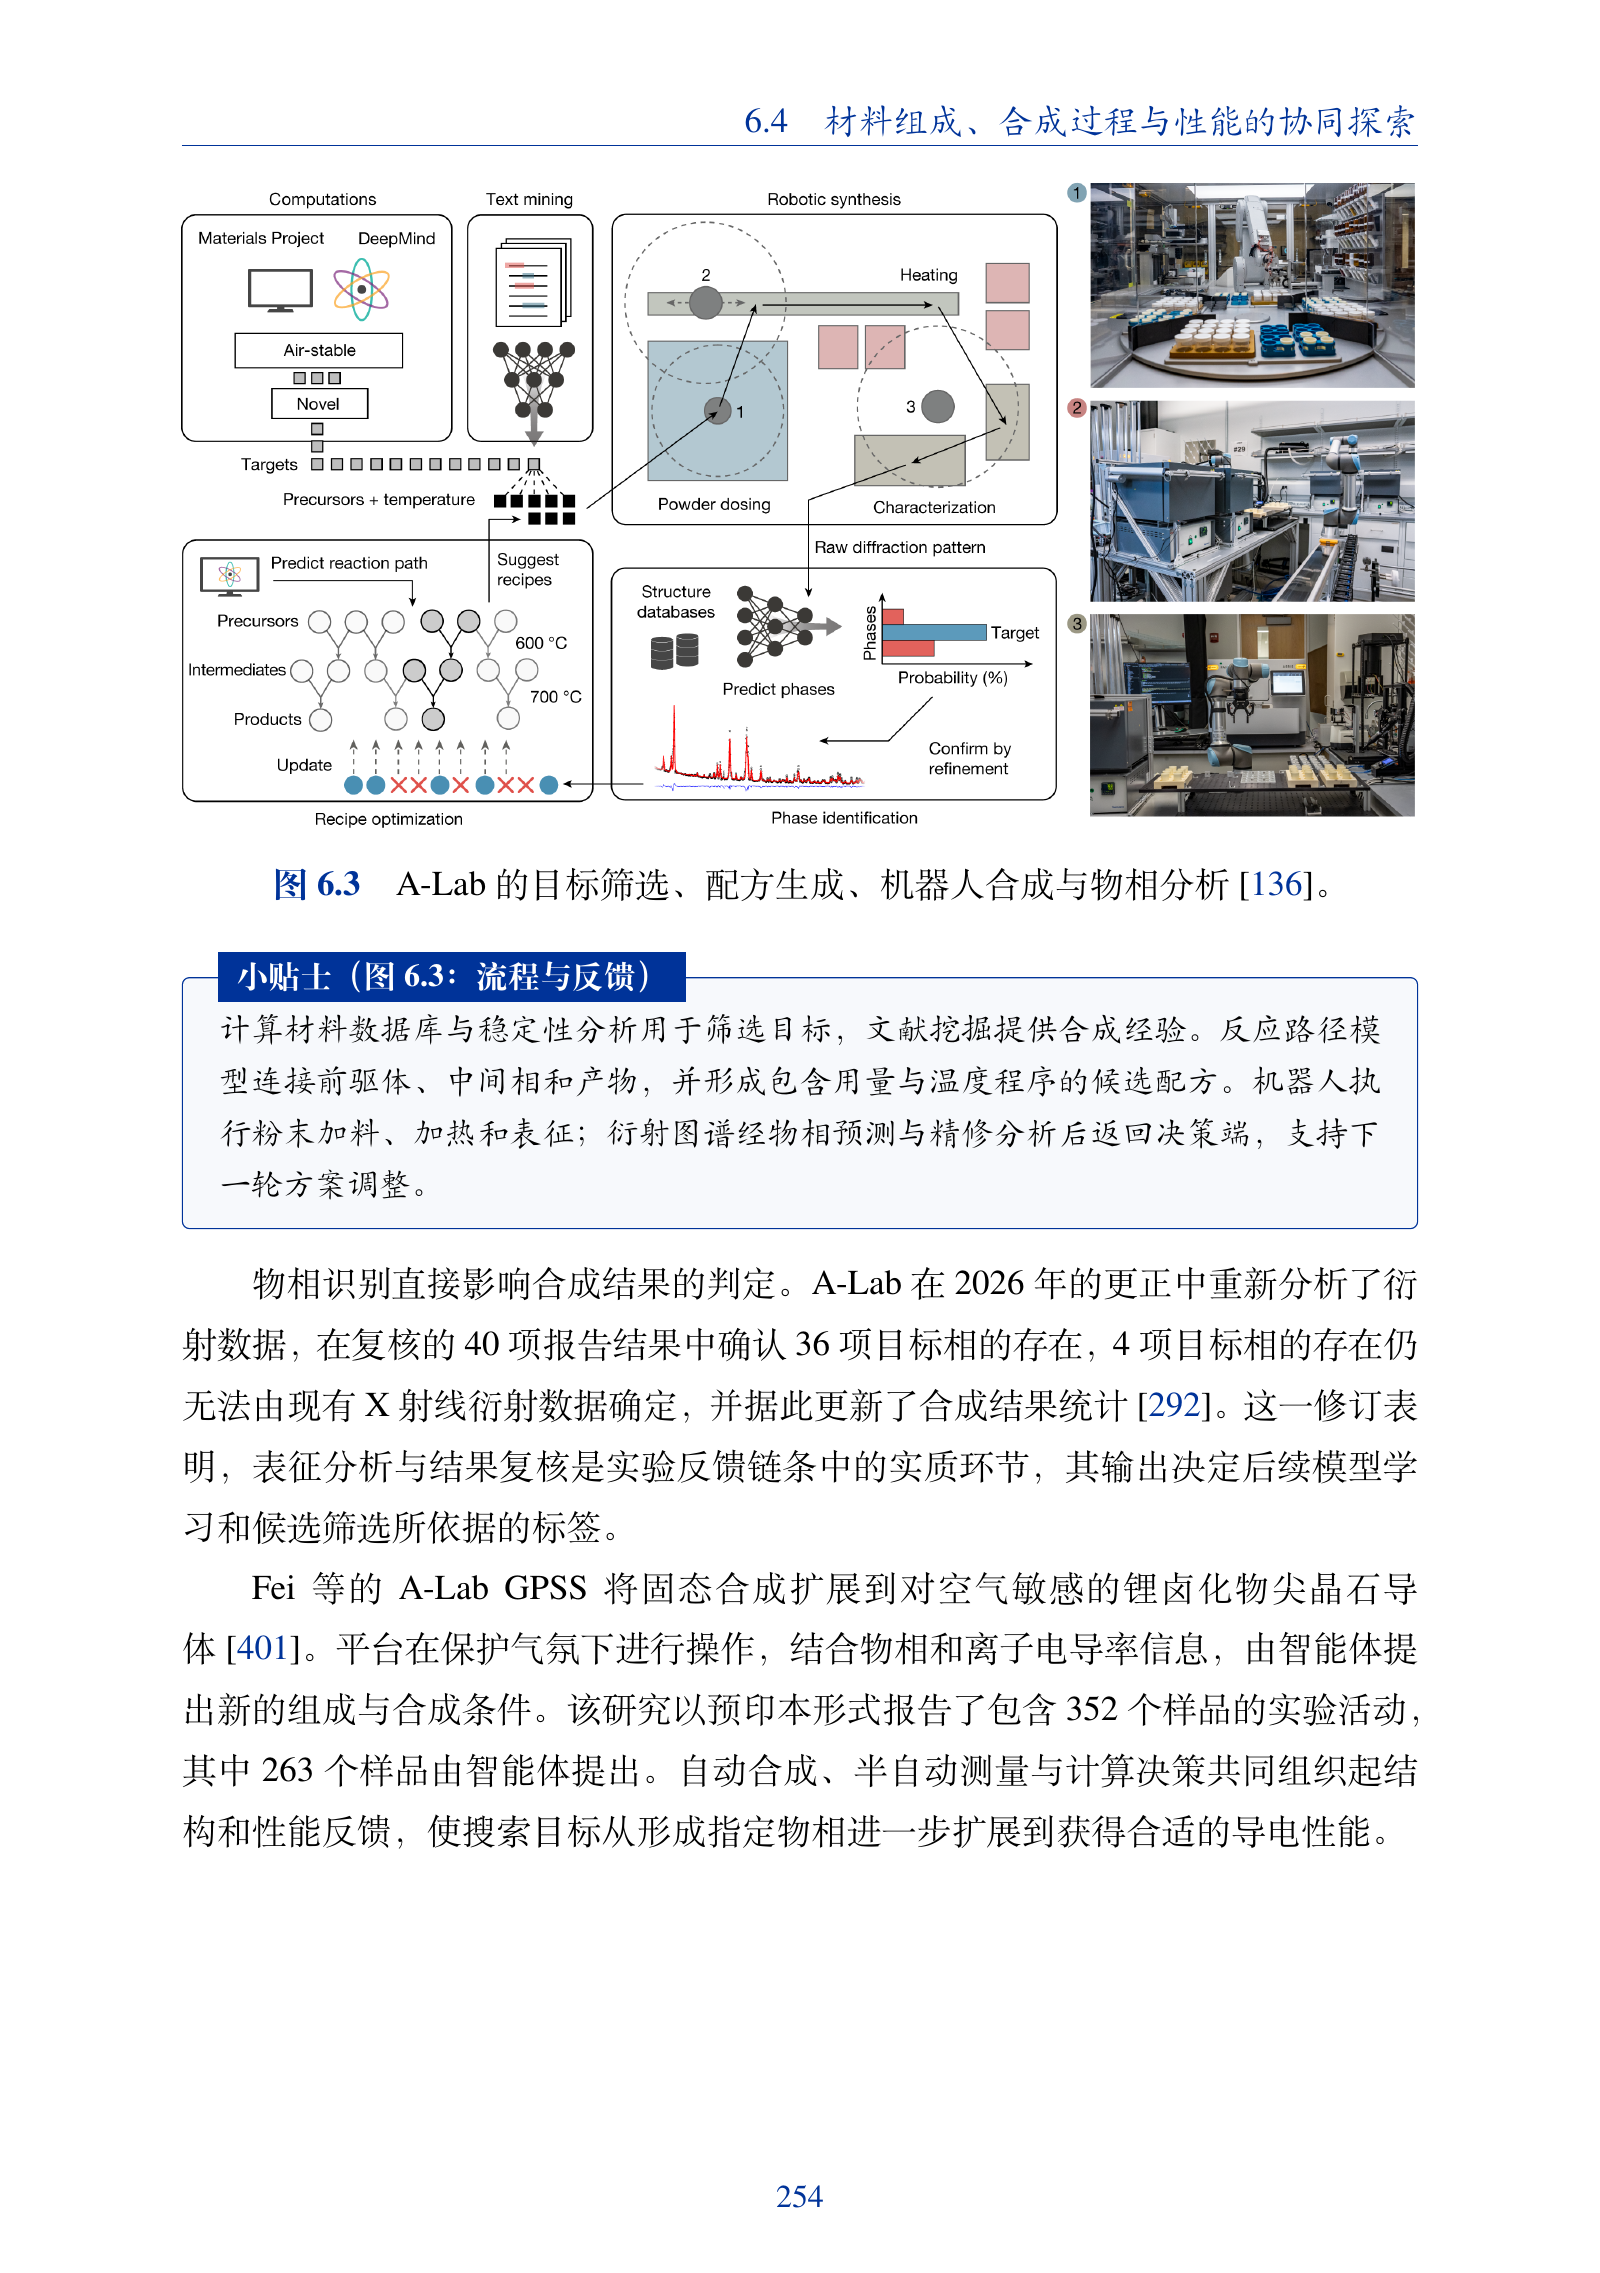 6.4 材料组成、合成过程与性能的协同探索
Computations
Text mining
Robotic synthesis
Materials Project
DeepMind
Air-stable
Novel
Targets
Precursors + temperature
2
Heating
1
3
Powder dosing
Characterization
1
2
#29
3
Predict reaction path
Suggest
recipes
Precursors
600 °C
Intermediates
700 °C
Products
Update
Recipe optimization
Raw diffraction pattern
Structure
databases
Predict phases
Phases
Target
Probability (%)
Confirm by
refinement
Phase identification
图 6.3 A-Lab 的目标筛选、配方生成、机器人合成与物相分析 [136]。
小贴士（图 6.3：流程与反馈）
计算材料数据库与稳定性分析用于筛选目标，文献挖掘提供合成经验。反应路径模
型连接前驱体、中间相和产物，并形成包含用量与温度程序的候选配方。机器人执
行粉末加料、加热和表征；衍射图谱经物相预测与精修分析后返回决策端，支持下
一轮方案调整。
物相识别直接影响合成结果的判定。A-Lab 在 2026 年的更正中重新分析了衍
射数据，在复核的 40 项报告结果中确认 36 项目标相的存在，4 项目标相的存在仍
无法由现有 X 射线衍射数据确定，并据此更新了合成结果统计 [292]。这一修订表
明，表征分析与结果复核是实验反馈链条中的实质环节，其输出决定后续模型学
习和候选筛选所依据的标签。
Fei 等的 A-Lab GPSS 将固态合成扩展到对空气敏感的锂卤化物尖晶石导
体 [401]。平台在保护气氛下进行操作，结合物相和离子电导率信息，由智能体提
出新的组成与合成条件。该研究以预印本形式报告了包含 352 个样品的实验活动，
其中 263 个样品由智能体提出。自动合成、半自动测量与计算决策共同组织起结
构和性能反馈，使搜索目标从形成指定物相进一步扩展到获得合适的导电性能。
254